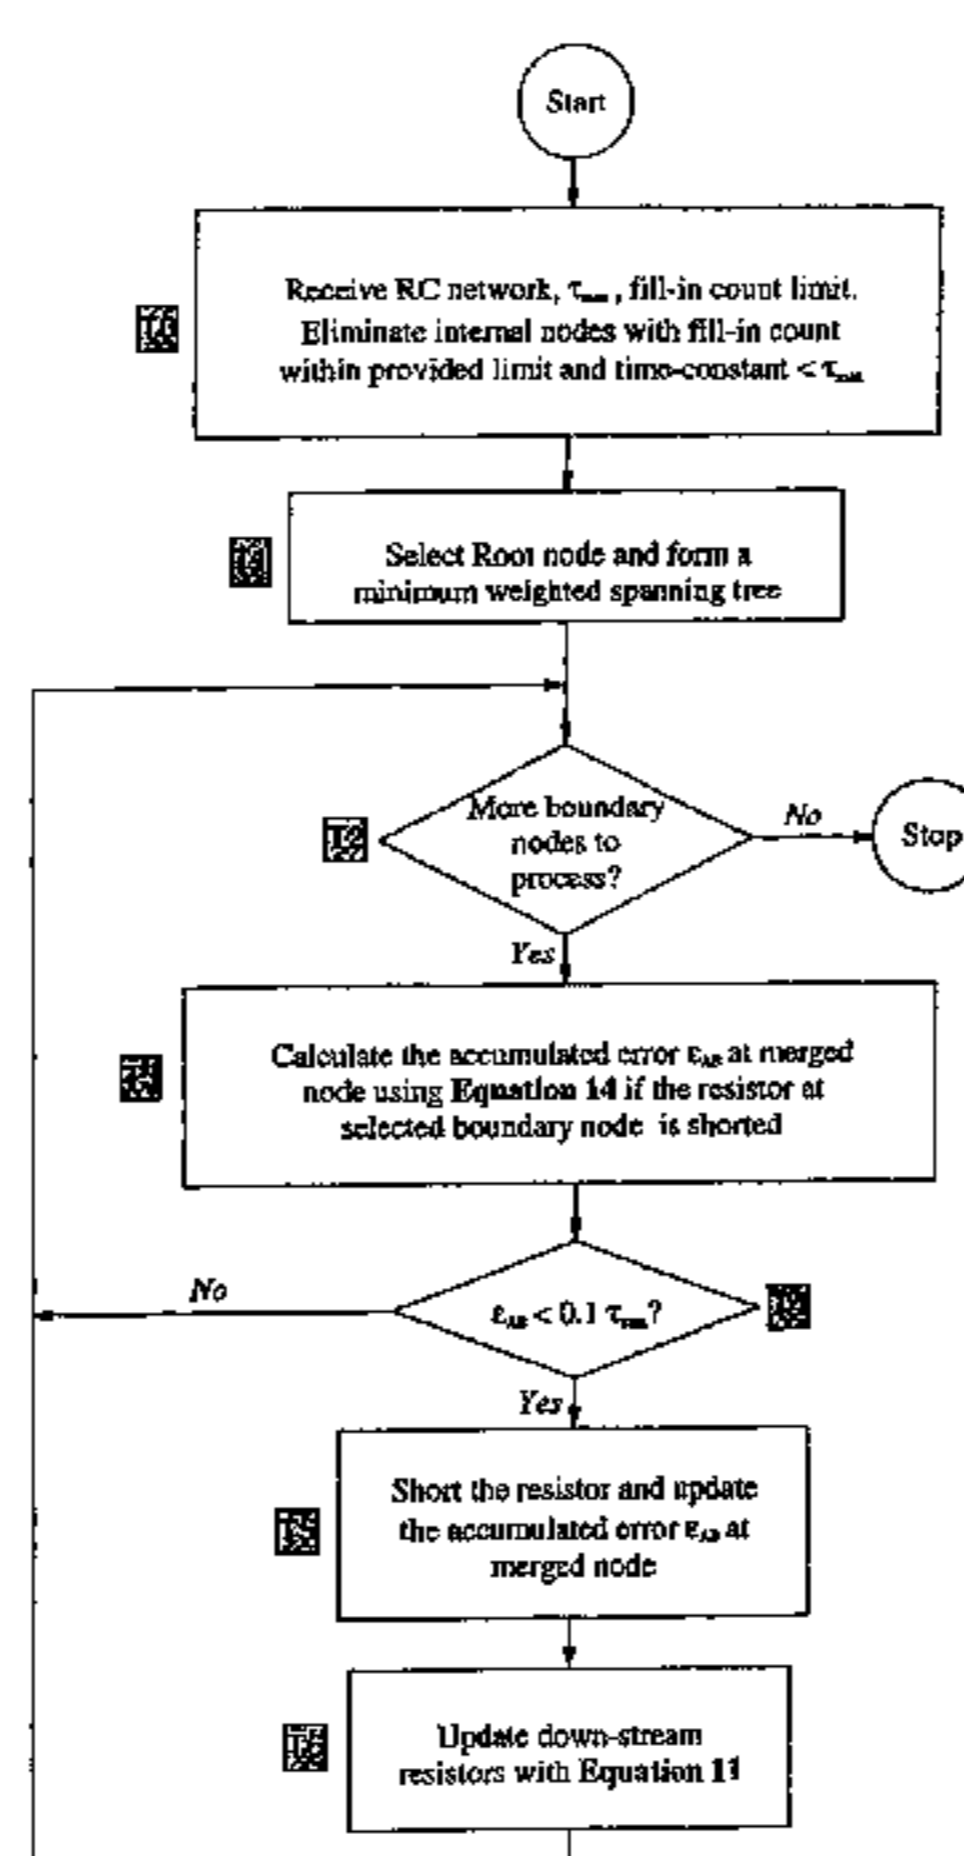 Start
Receive RC network, τ , fill-in count limit.
Eliminate internal nodes with fill-in count
within provided limit and time-constant < τ
Select Root node and form a
minimum weighted spanning tree
More boundary
nodes to
process?
No
Stop
Yes
Calculate the accumulated error ε at merged
node using Equation 14 if the resistor at
selected boundary node is shorted
No
ε < 0.1 τ ?
Yes
Short the resistor and update
the accumulated error ε at
merged node
Update down-stream
resistors with Equation 11